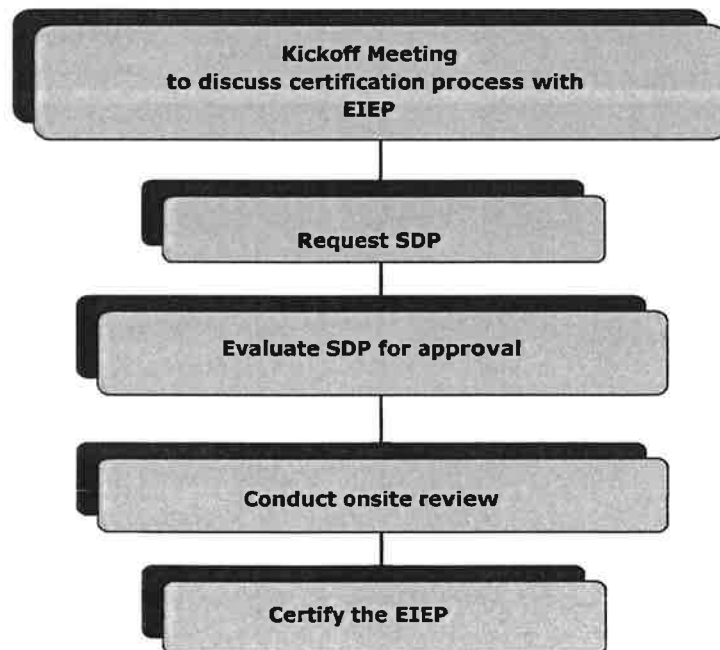 Kickoff Meeting
to discuss certification process with
EIEP
Request SDP
Evaluate SDP for approval
Conduct onsite review
Certify the EIEP